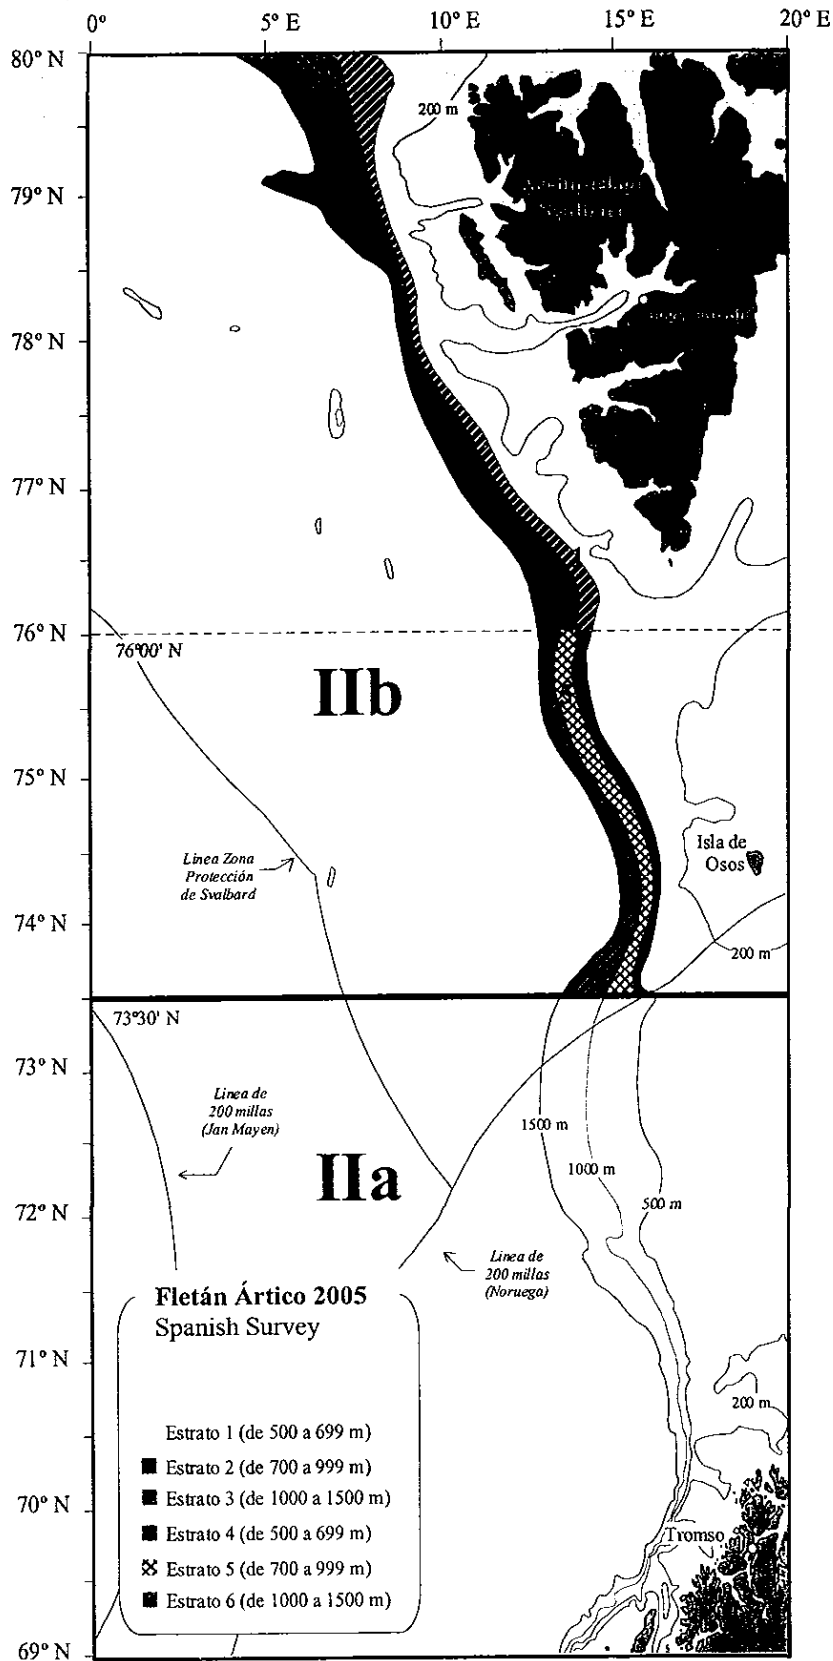 0° 5° E 10° E 15° E 20° E
80° N
200 m
79° N
78° N
77° N
76° N
76°00' N
IIb
75° N
Linea Zona
Protección
de Svalbard
Isla de
Osos
74° N
200 m
73°30' N
73° N
Linea de
200 millas
(Jan Mayen)
1500 m
1000 m
500 m
IIa
72° N
Linea de
200 millas
(Noruega)
Fletán Ártico 2005
Spanish Survey
71° N
200 m
Estrato 1 (de 500 a 699 m)
Estrato 2 (de 700 a 999 m)
Estrato 3 (de 1000 a 1500 m)
70° N
Estrato 4 (de 500 a 699 m)
Tromso
Estrato 5 (de 700 a 999 m)
Estrato 6 (de 1000 a 1500 m)
69° N